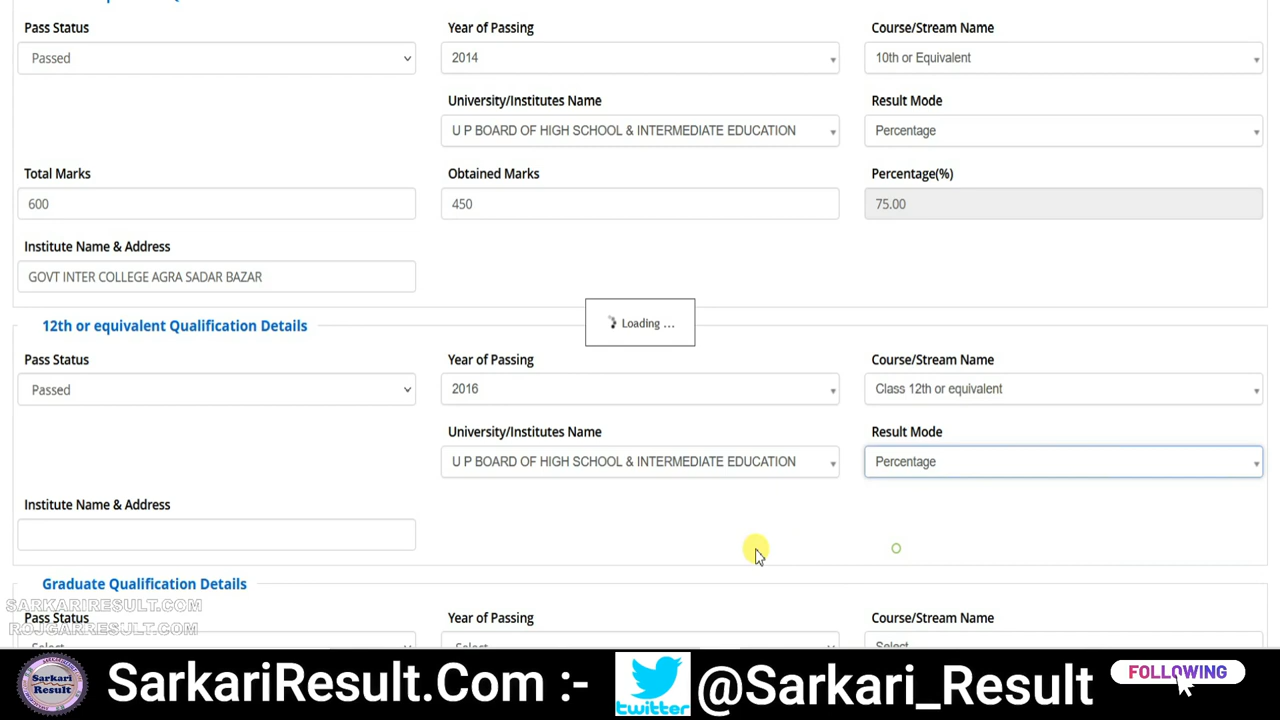 Pass Status
Year of Passing
Course/Stream Name
Passed
2014
10th or Equivalent
University/Institutes Name
Result Mode
U P BOARD OF HIGH SCHOOL & INTERMEDIATE EDUCATION
Percentage
Total Marks
Obtained Marks
Percentage(%)
600
450
75.00
Institute Name & Address
GOVT INTER COLLEGE AGRA SADAR BAZAR
Loading ...
12th or equivalent Qualification Details
Pass Status
Year of Passing
Course/Stream Name
Passed
2016
Class 12th or equivalent
University/Institutes Name
Result Mode
U P BOARD OF HIGH SCHOOL & INTERMEDIATE EDUCATION
Percentage
Institute Name & Address
Graduate Qualification Details
SARKARIRESULT.COM
Pass Status
Year of Passing
Course/Stream Name
ROJGARRESULT.COM
Select
Select
Select
Sarkari
Result
SarkariResult.Com :-
twitter
@Sarkari_Result
FOLLOWING